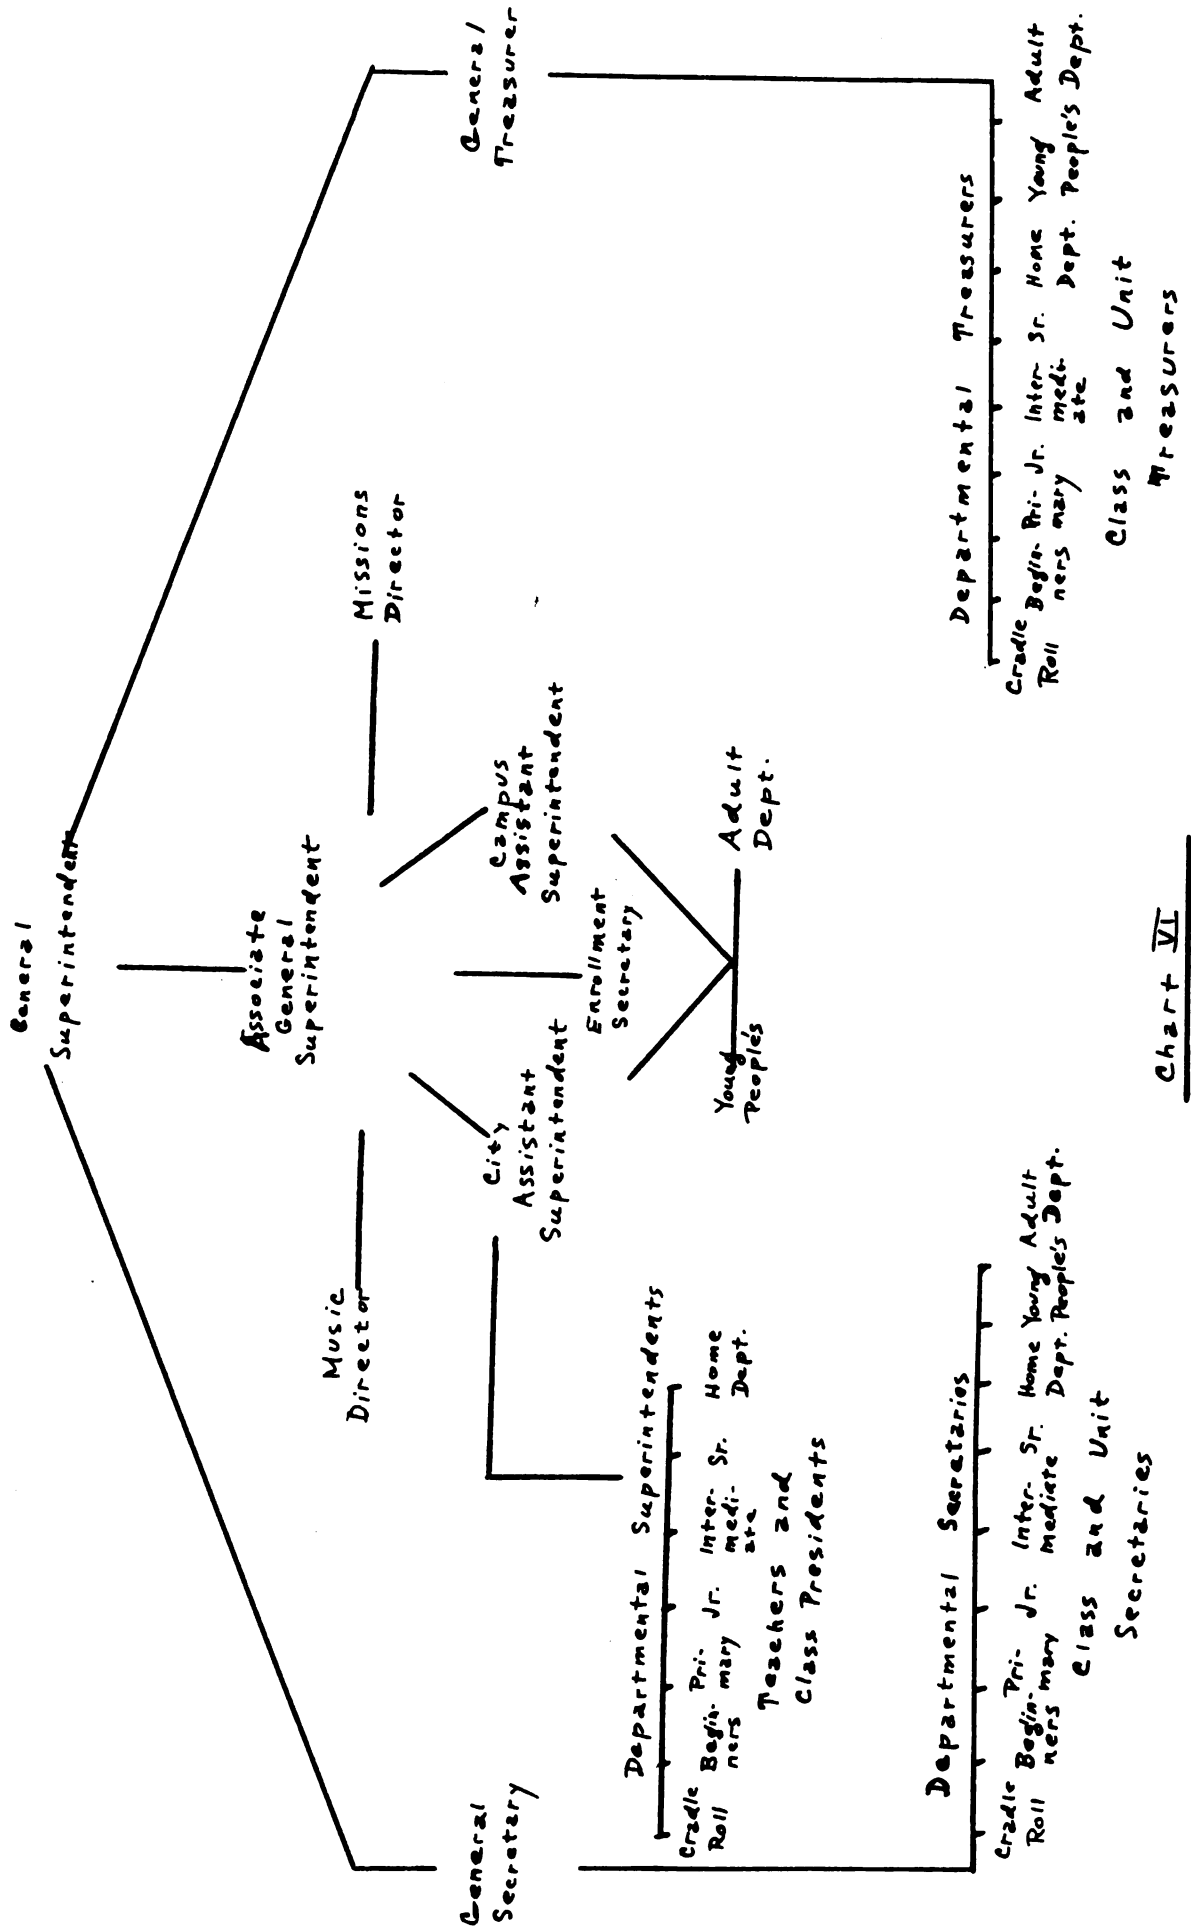 General
Superintendent
Associate
General
Superintendent
Music
Director
Missions
Director
City
Assistant
Superintendent
Campus
Assistant
Superintendent
Enrollment
Secretary
Young
People's
Adult
Dept.
General
Secretary
General
Treasurer
Departmental Superintendents
Cradle
Roll
Begin-
ners
Pri-
mary
Jr.
Inter-
medi-
ate
Sr.
Home
Dept.
Teachers and
Class Presidents
Departmental Secretaries
Cradle
Roll
Begin-
ners
Pri-
mary
Jr.
Inter-
mediate
Sr.
Home
Dept.
Young
People's
Adult
Dept.
Class and Unit
Secretaries
Departmental Treasurers
Cradle
Roll
Begin-
ners
Pri-
mary
Jr.
Inter-
medi-
ate
Sr.
Home
Dept.
Young
People's
Adult
Dept.
Class and Unit
Treasurers
Chart VI